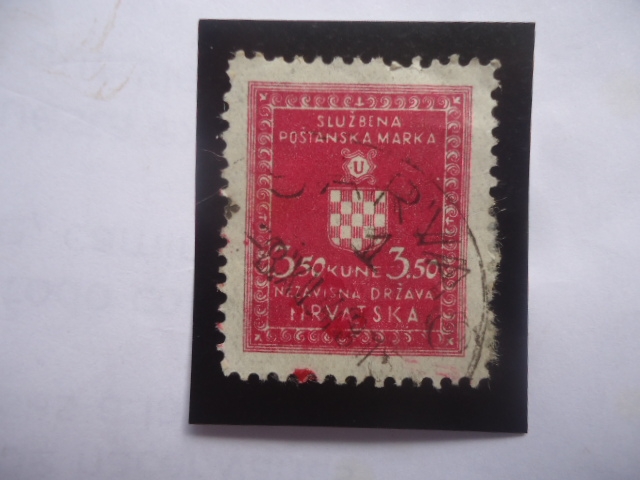 SLUŽBENA
POŠTANSKA MARKA
U
3.50 KUNE 3.50
NEZAVISNA DRŽAVA
HRVATSKA